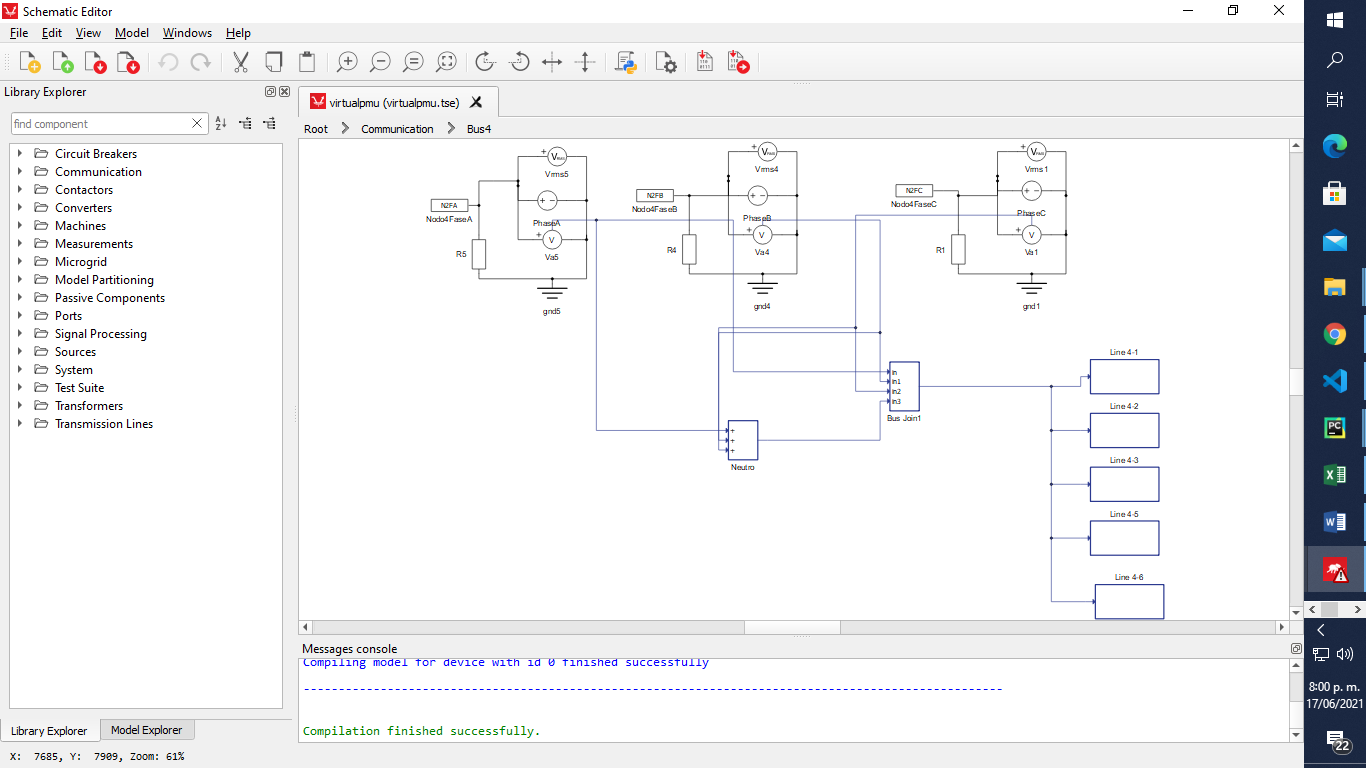 Schematic Editor
File Edit View Model Windows Help
Library Explorer
find component
Circuit Breakers
Communication
Contactors
Converters
Machines
Measurements
Microgrid
Model Partitioning
Passive Components
Ports
Signal Processing
Sources
System
Test Suite
Transformers
Transmission Lines
Library Explorer
Model Explorer
X: 7685, Y: 7909, Zoom: 61%
virtualpmu (virtualpmu.tse)
Root Communication Bus4
Vrms5
N2FA
Nodo4FaseA
PhaseA
V
Va5
R5
gnd5
Vrms4
N2FB
Nodo4FaseB
PhaseB
V
Va4
R4
gnd4
Vrms1
N2FC
Nodo4FaseC
PhaseC
V
Va1
R1
gnd1
in
in1
in2
in3
Bus Join1
+
+
+
Neutro
Line 4-1
Line 4-2
Line 4-3
Line 4-5
Line 4-6
Messages console
Compiling model for device with id 0 finished successfully
Compilation finished successfully.
8:00 p. m.
17/06/2021
22